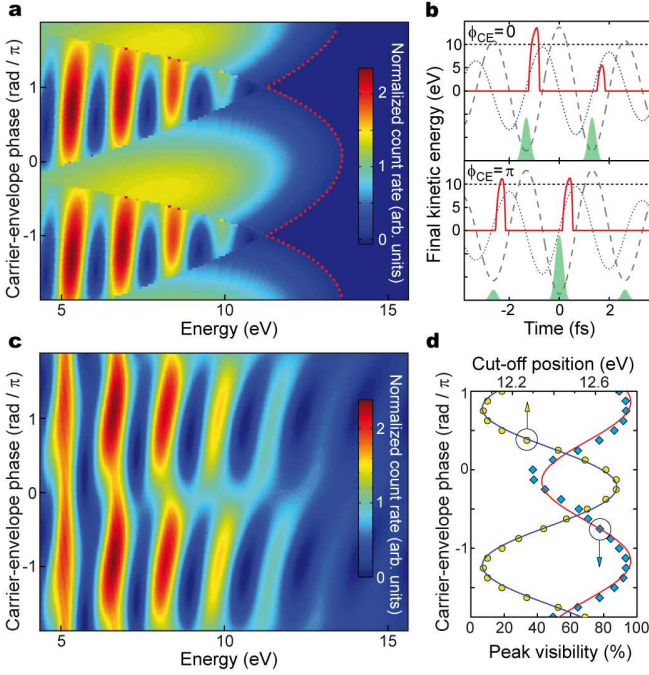 a
Carrier-envelope phase (rad / π)
1
0
-1
5
10
15
Energy (eV)
Normalized count rate (arb. units)
2
1
0
b
Final kinetic energy (eV)
ϕCE=0
10
0
ϕCE=π
10
0
-2
0
2
Time (fs)
c
Carrier-envelope phase (rad / π)
1
0
-1
5
10
15
Energy (eV)
Normalized count rate (arb. units)
2
1
0
d
Cut-off position (eV)
12.2
12.6
Carrier-envelope phase (rad / π)
1
0
-1
0
20
40
60
80
100
Peak visibility (%)